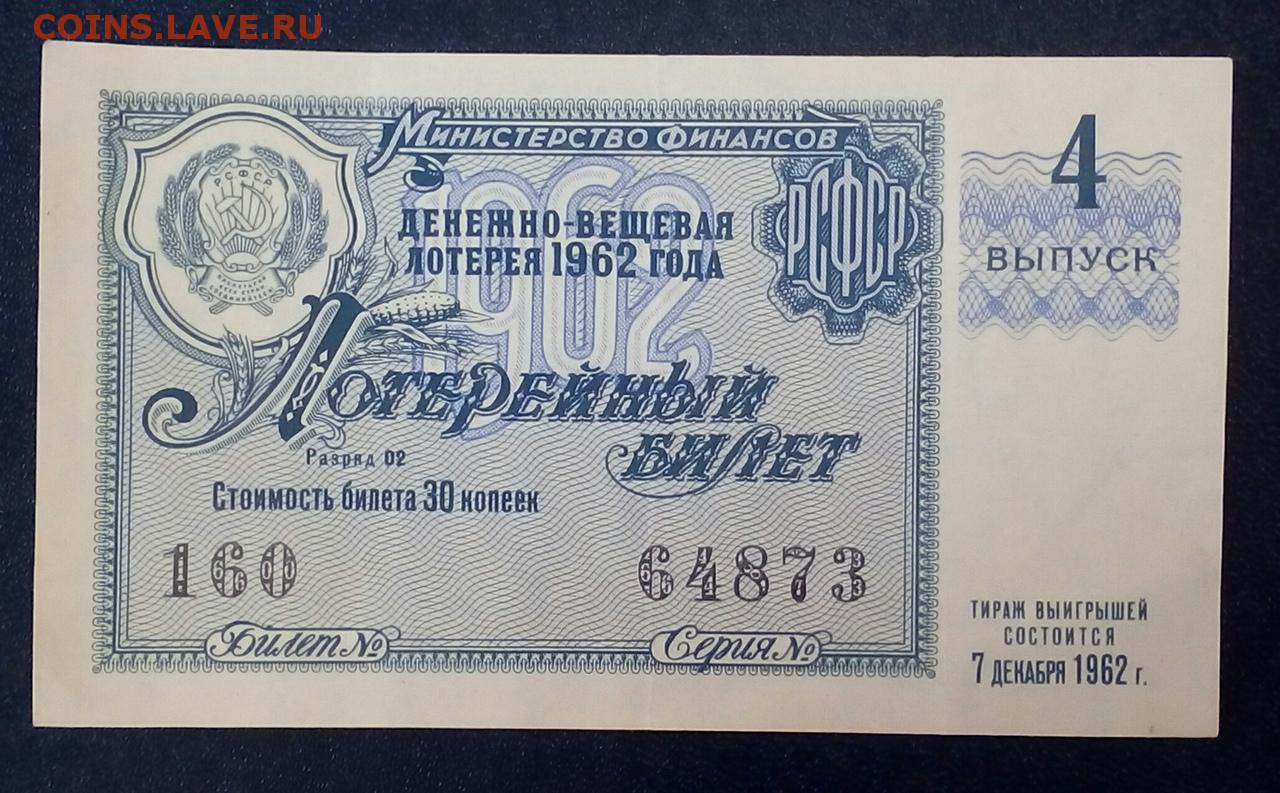 COINS.LAVE.RU
МИНИСТЕРСТВО ФИНАНСОВ
РСФСР
1962
ДЕНЕЖНО-ВЕЩЕВАЯ
ЛОТЕРЕЯ 1962 ГОДА
РСФСР
ЛОТЕРЕЙНЫЙ
БИЛЕТ
Разряд 02
Стоимость билета 30 копеек
160 64873
Билет № Серия №
4
ВЫПУСК
ТИРАЖ ВЫИГРЫШЕЙ
СОСТОИТСЯ
7 ДЕКАБРЯ 1962 г.